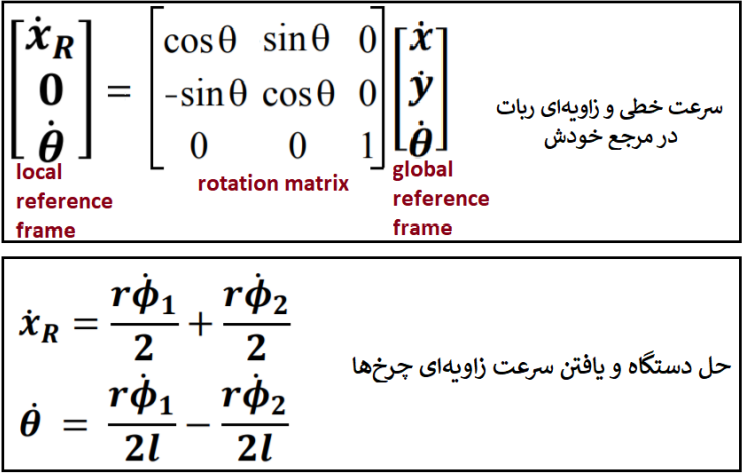 [ẋ_R
0
θ̇] = [cosθ sinθ 0
-sinθ cosθ 0
0 0 1] [ẋ
ẏ
θ̇]
سرعت خطی و زاویه‌ای ربات
در مرجع خودش
local
reference
frame
rotation matrix
global
reference
frame
ẋ_R = rϕ̇₁/2 + rϕ̇₂/2
θ̇ = rϕ̇₁/2l − rϕ̇₂/2l
حل دستگاه و یافتن سرعت زاویه‌ای چرخ‌ها